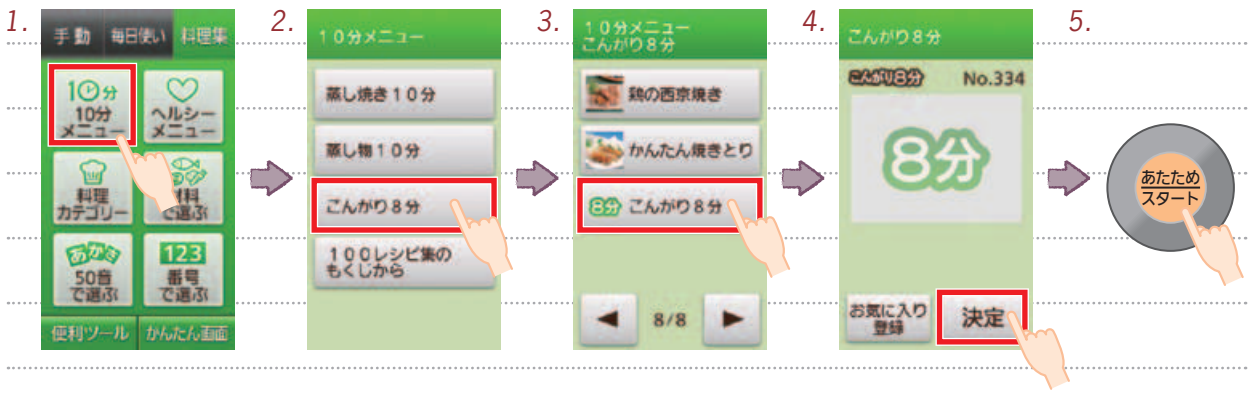 1.
手動 毎日使い 料理集
10分
10分
メニュー
ヘルシー
メニュー
料理
カテゴリー
材料
で選ぶ
あかさ
50音
で選ぶ
123
番号
で選ぶ
便利ツール かんたん画面
2.
10分メニュー
蒸し焼き10分
蒸し物10分
こんがり8分
100レシピ集の
もくじから
3.
10分メニュー
こんがり8分
鶏の西京焼き
かんたん焼きとり
8分 こんがり8分
8/8
4.
こんがり8分
こんがり8分 No.334
8分
お気に入り
登録
決定
5.
あたため
スタート